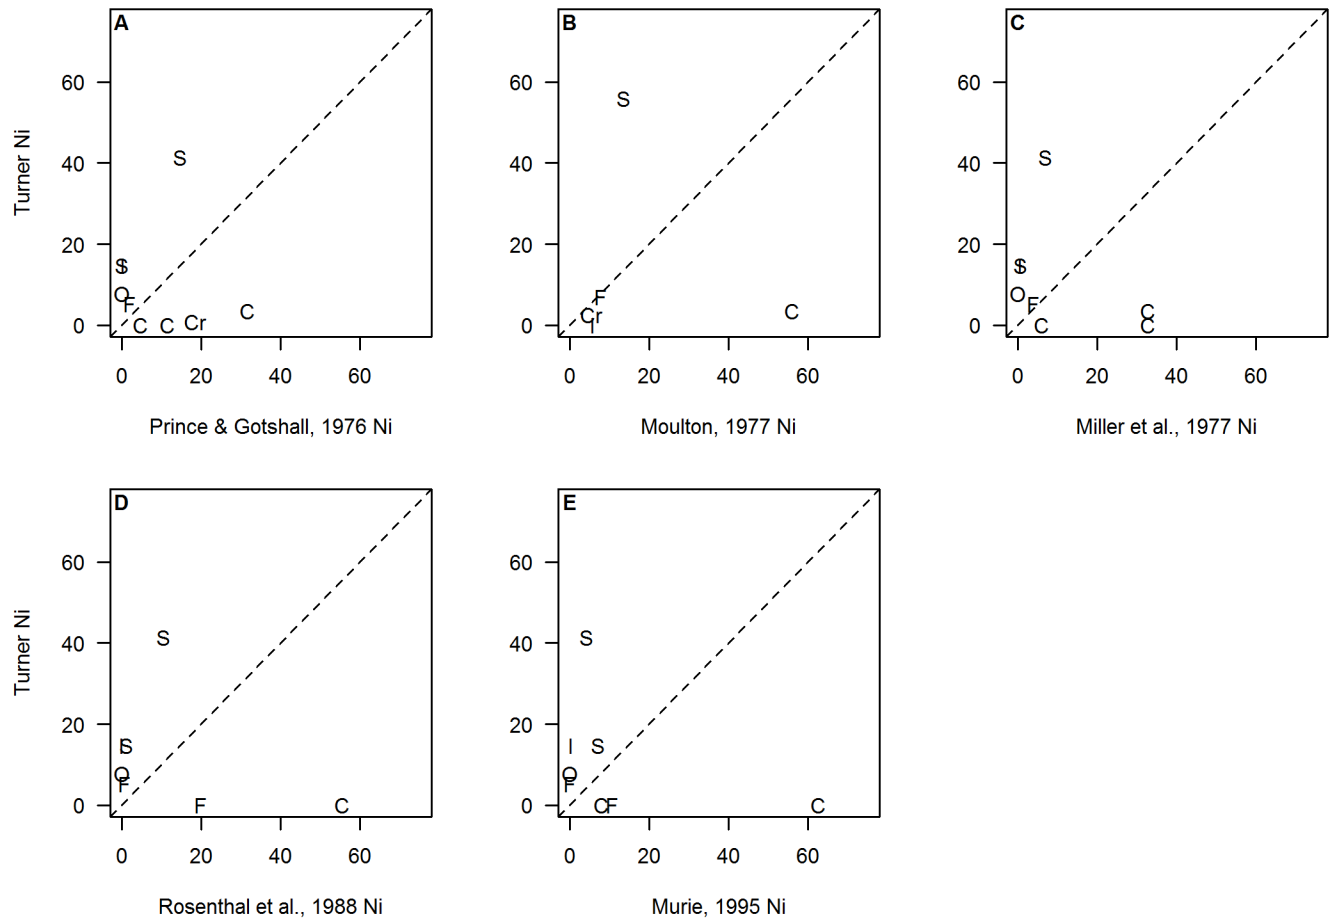 A
B
C
60
40
20
0
S
$
O
F
C
C
Cr
C
60
40
20
0
S
F
Cr
I
C
60
40
20
0
S
$
O
F
C
C
C
0 20 40 60
0 20 40 60
0 20 40 60
Turner Ni
Prince & Gotshall, 1976 Ni
Moulton, 1977 Ni
Miller et al., 1977 Ni
D
E
60
40
20
0
S
I
S
O
F
F
C
60
40
20
0
S
I
S
O
F
C
F
C
0 20 40 60
0 20 40 60
Turner Ni
Rosenthal et al., 1988 Ni
Murie, 1995 Ni